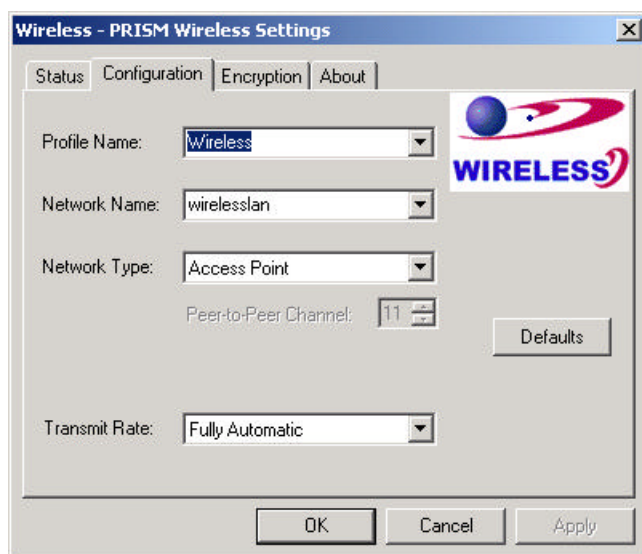 Wireless - PRISM Wireless Settings
Status Configuration Encryption About
WIRELESS
Profile Name: Wireless
Network Name: wirelesslan
Network Type: Access Point
Peer-to-Peer Channel: 11
Defaults
Transmit Rate: Fully Automatic
OK Cancel Apply